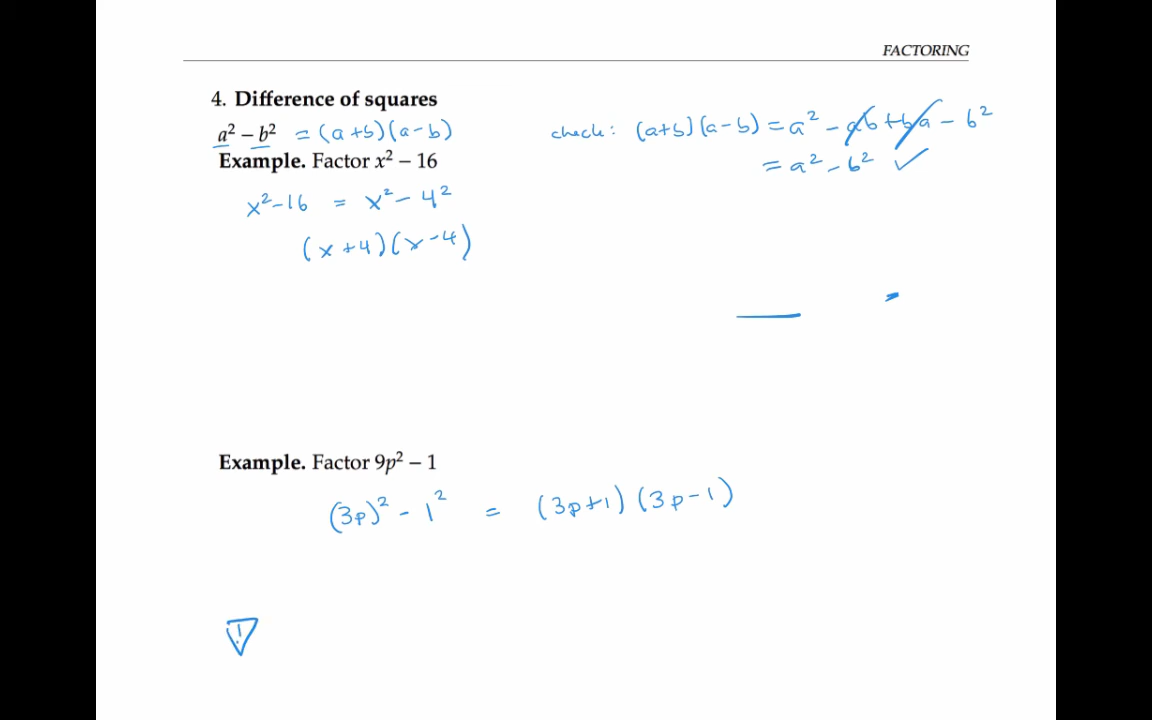 FACTORING
4. Difference of squares
a² − b² = (a+b)(a−b)
check: (a+b)(a−b) = a² − ab + ba − b²
= a² − b² ✓
Example. Factor x² − 16
x²−16 = x² − 4²
(x+4)(x−4)
Example. Factor 9p² − 1
(3p)² − 1² = (3p+1)(3p−1)
!